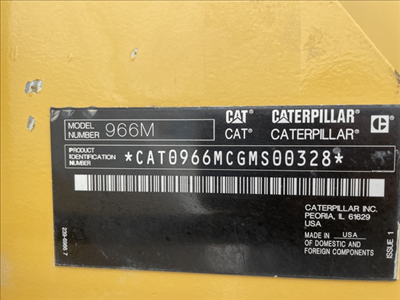 MODEL NUMBER 966M
CAT CATERPILLAR
CAT® CATERPILLAR®
PRODUCT IDENTIFICATION NUMBER *CAT0966MCGMS00328*
CATERPILLAR INC.
PEORIA, IL 61629
USA
MADE IN USA
OF DOMESTIC AND
FOREIGN COMPONENTS
ISSUE 1